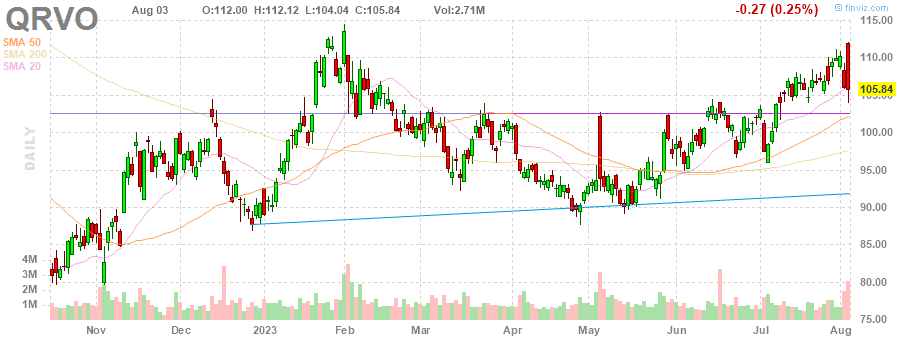 QRVO Aug 03 O:112.00 H:112.12 L:104.04 C:105.84 Vol:2.71M -0.27 (0.25%) finviz.com
SMA 50
SMA 200
SMA 20
DAILY
115.00
110.00
105.84
105.00
100.00
95.00
90.00
85.00
80.00
75.00
4M
3M
2M
1M
Nov Dec 2023 Feb Mar Apr May Jun Jul Aug